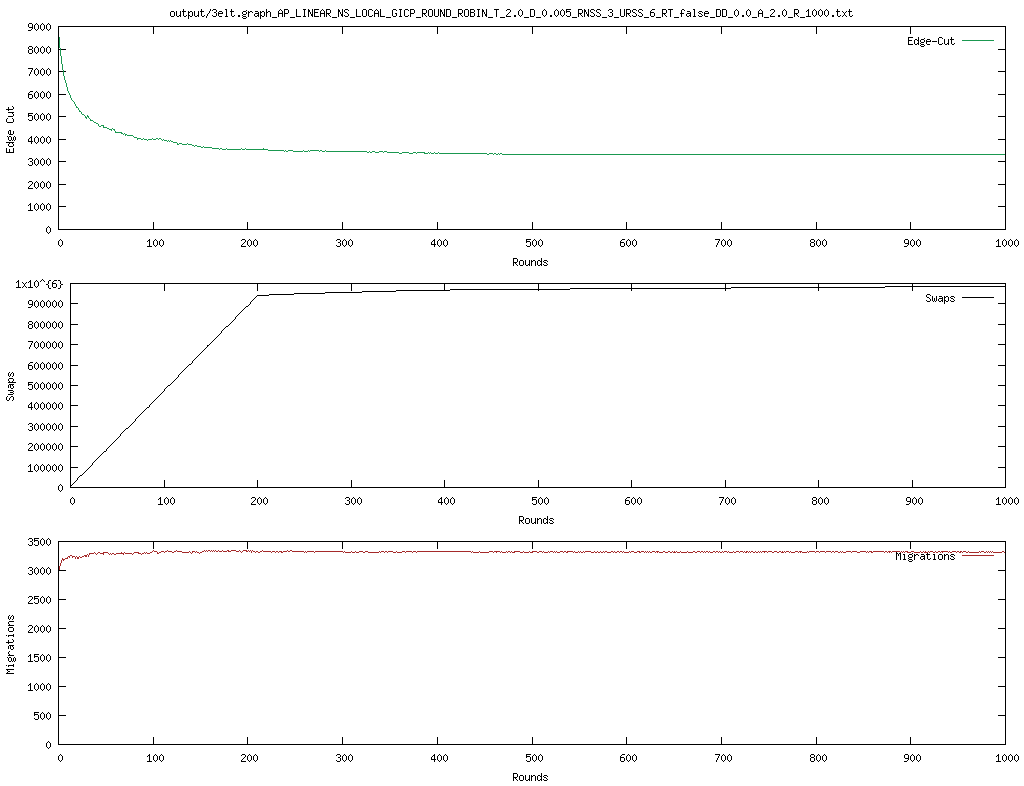 output/3elt.graph_AP_LINEAR_NS_LOCAL_GICP_ROUND_ROBIN_T_2.0_D_0.005_RNSS_3_URSS_6_RT_false_DD_0.0_A_2.0_R_1000.txt
9000
8000
7000
6000
5000
4000
3000
2000
1000
0
Edge Cut
Edge-Cut
0 100 200 300 400 500 600 700 800 900 1000
Rounds
1x10^{6}
900000
800000
700000
600000
500000
400000
300000
200000
100000
0
Swaps
Swaps
0 100 200 300 400 500 600 700 800 900 1000
Rounds
3500
3000
2500
2000
1500
1000
500
0
Migrations
Migrations
0 100 200 300 400 500 600 700 800 900 1000
Rounds